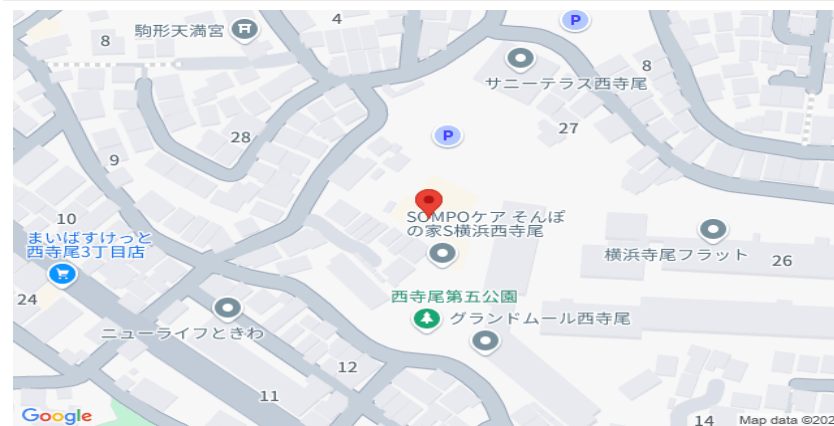 4
P
駒形天満宮
8
サニーテラス西寺尾
8
27
28
P
9
10
SOMPOケア そんぽ
の家S横浜西寺尾
まいばすけっと
西寺尾3丁目店
横浜寺尾フラット
26
24
西寺尾第五公園
グランドムール西寺尾
ニューライフときわ
12
11
Google
14
Map data ©202